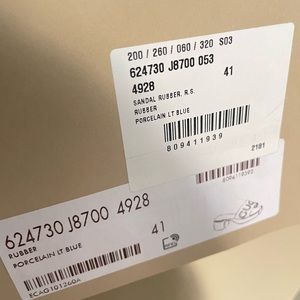 200 / 260 / 060 / 320 S03
624730 J8700 053
4928
41
SANDAL RUBBER, R.S.
RUBBER
PORCELAIN LT BLUE
809411939
2181
624730 J8700 4928
RUBBER
PORCELAIN LT BLUE
41
ECAG101260A